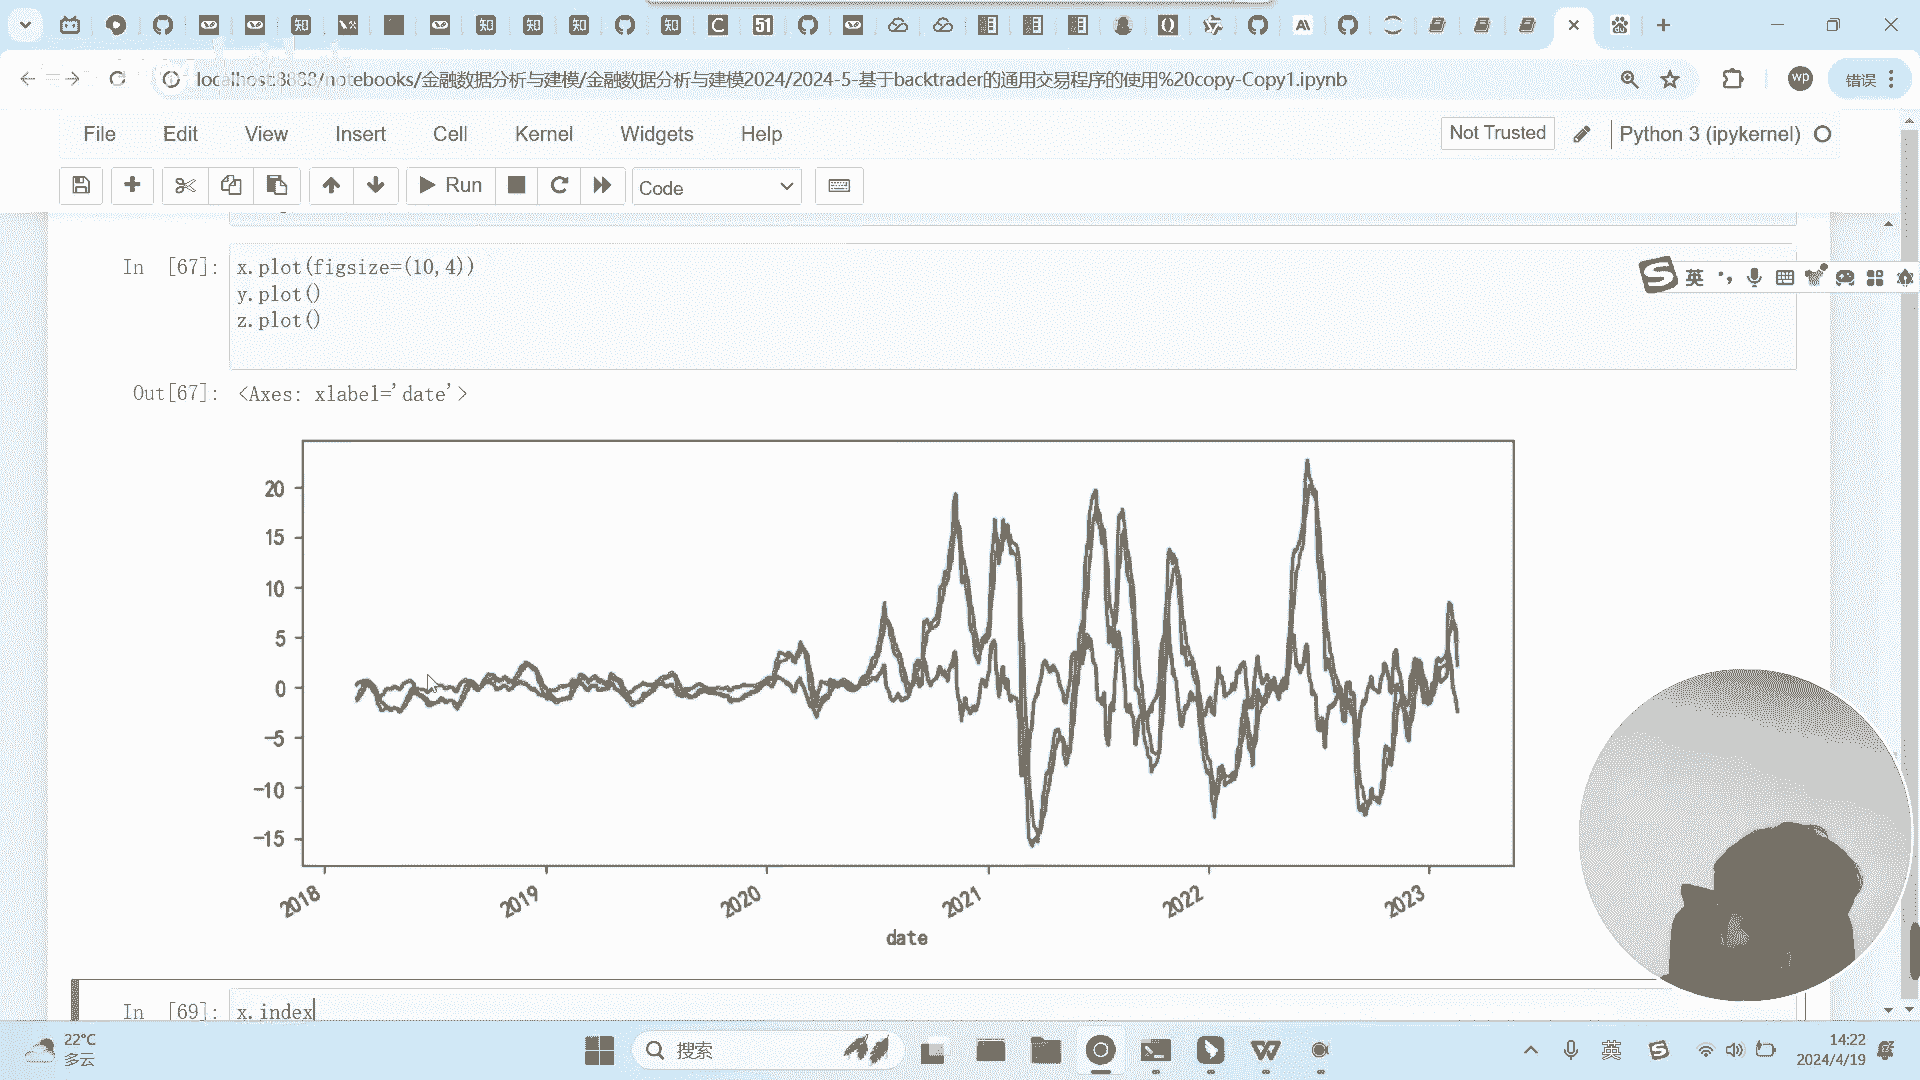 localhost:8888/notebooks/金融数据分析与建模/金融数据分析与建模2024/2024-5-基于backtrader的通用交易程序的使用%20copy-Copy1.ipynb
wp
错误
File Edit View Insert Cell Kernel Widgets Help
Not Trusted
Python 3 (ipykernel)
Run
Code
In [67]:
x.plot(figsize=(10,4))
y.plot()
z.plot()
英
Out[67]:
<Axes: xlabel='date'>
20
15
10
5
0
−5
−10
−15
2018 2019 2020 2021 2022 2023
date
In [69]:
x.index
22°C
多云
搜索
英
14:22
2024/4/19